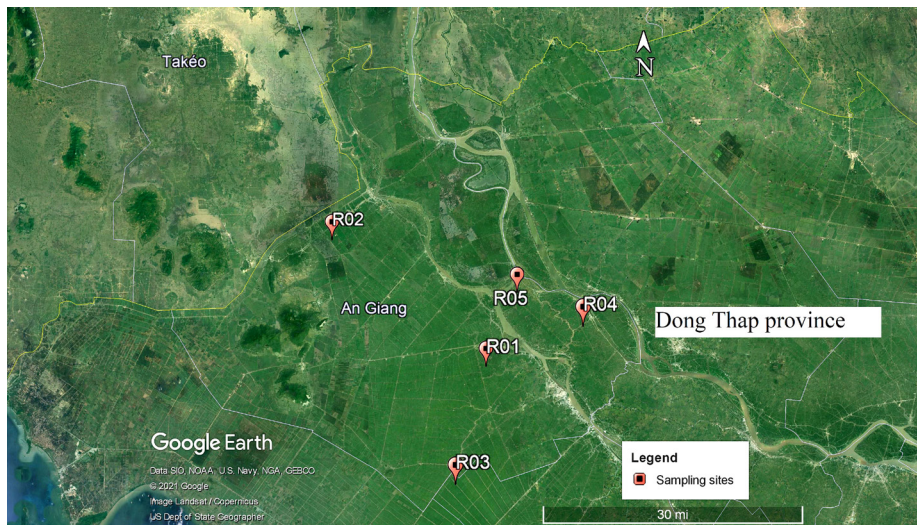 Takéo
N
R02
R05
R04
An Giang
Dong Thap province
R01
Google Earth
R03
Legend
Sampling sites
Data SIO, NOAA, U.S. Navy, NGA, GEBCO
© 2021 Google
Image Landsat / Copernicus
US Dept of State Geographer
30 mi